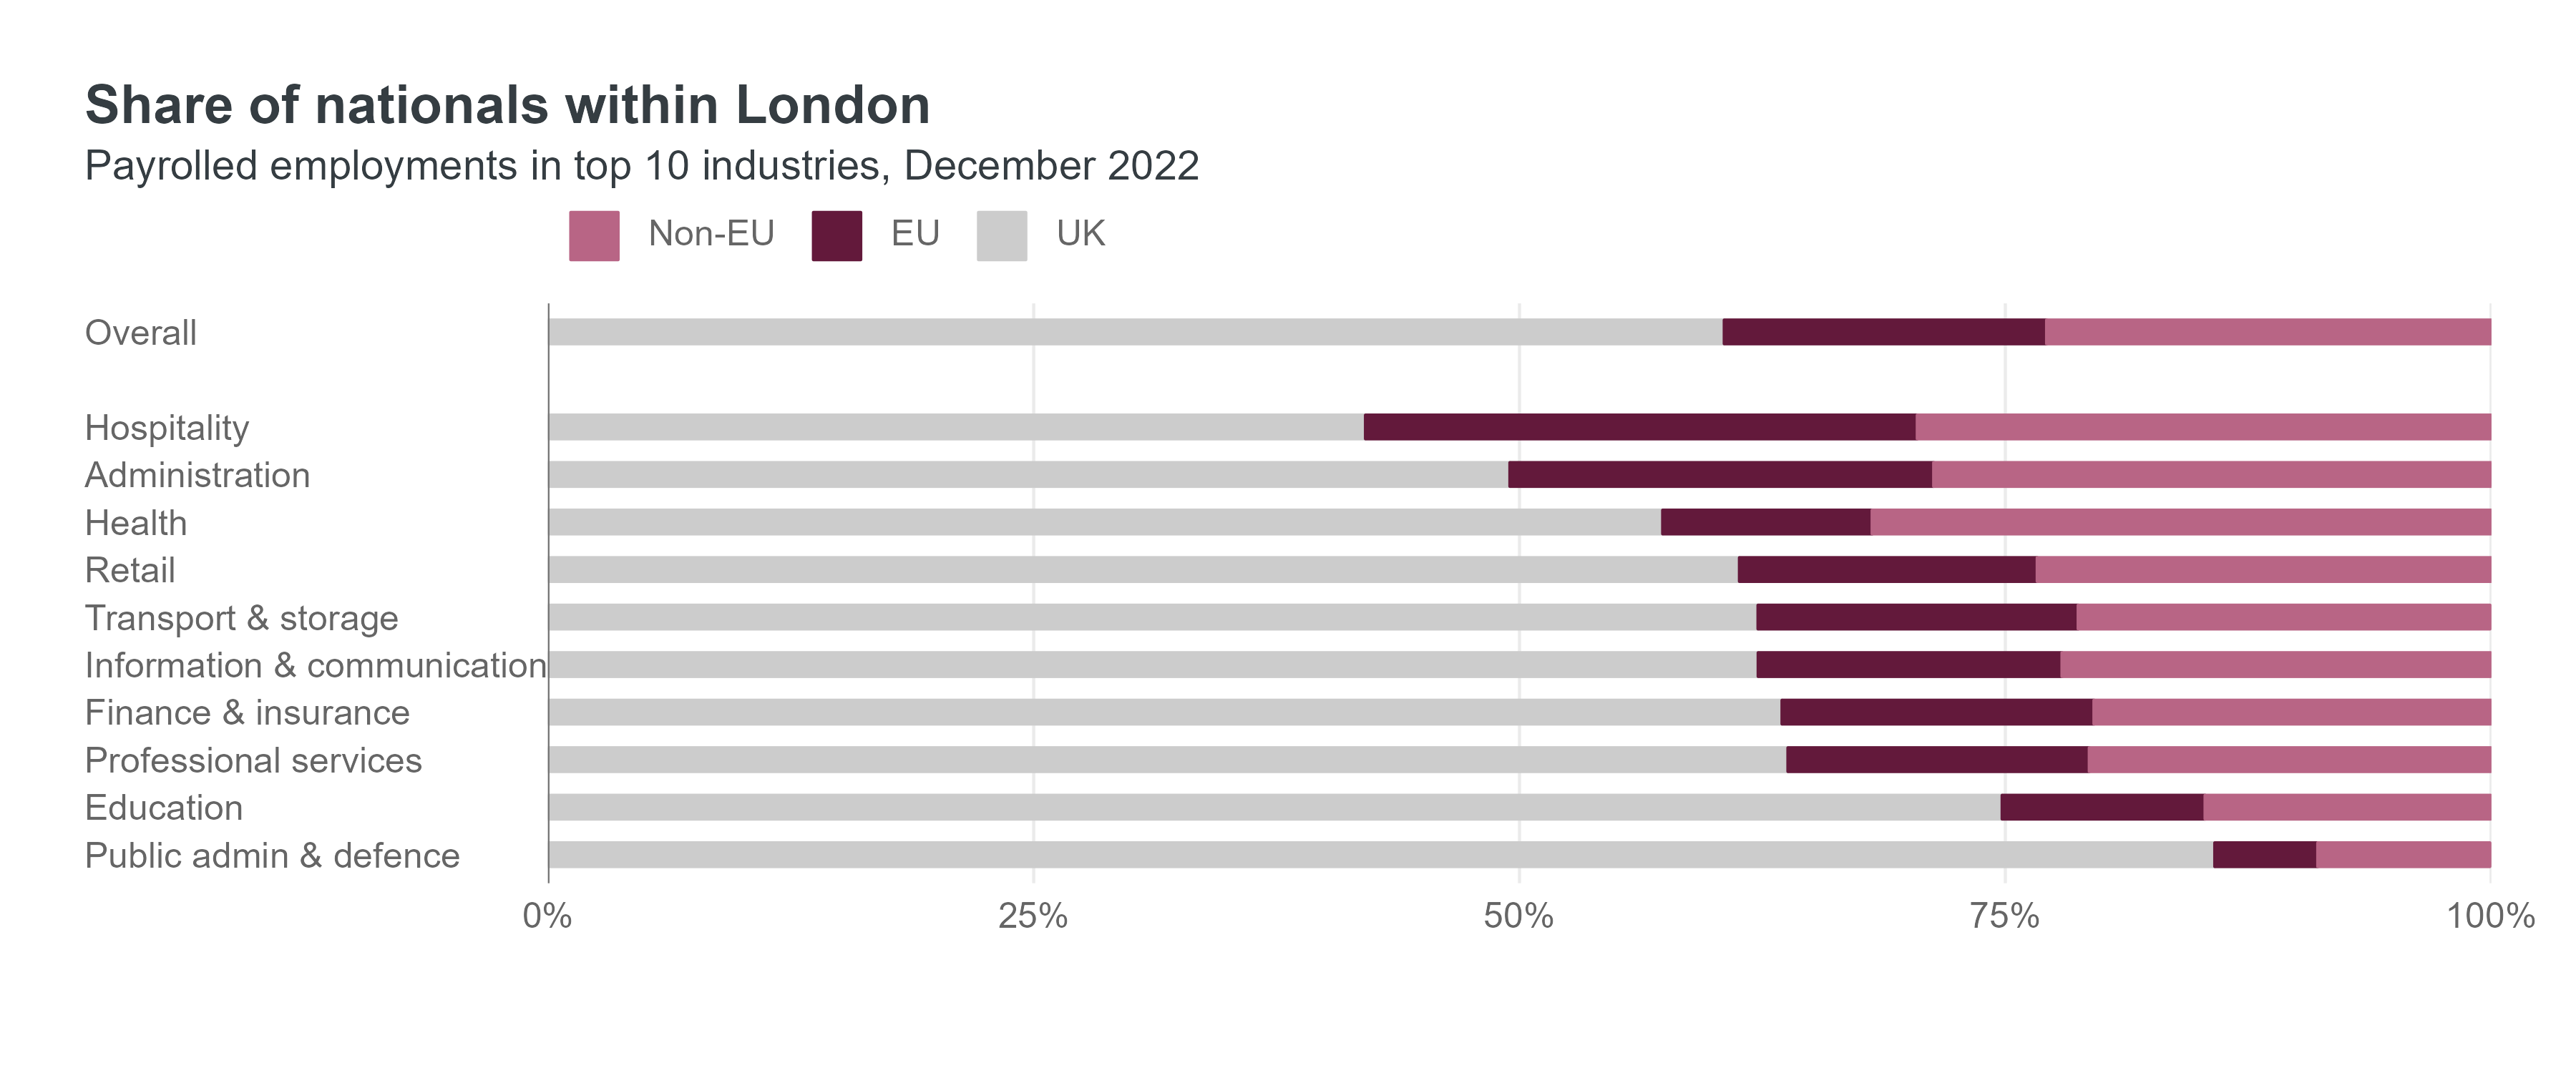 Share of nationals within London
Payrolled employments in top 10 industries, December 2022
Non-EU EU UK
Overall
Hospitality
Administration
Health
Retail
Transport & storage
Information & communication
Finance & insurance
Professional services
Education
Public admin & defence
0% 25% 50% 75% 100%